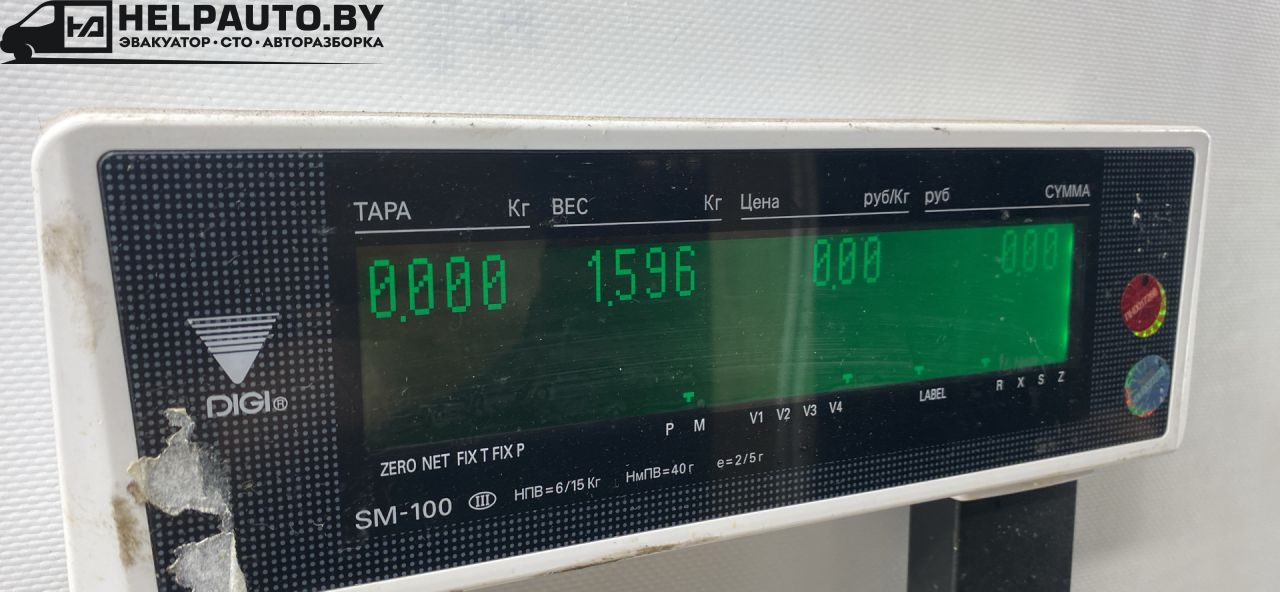 HELPAUTO.BY
ЭВАКУАТОР·СТО·АВТОРАЗБОРКА
ТАРА Кг ВЕС Кг Цена руб/Кг руб СУММА
0.000 1.596 0.00 0.00
DIGI®
P M V1 V2 V3 V4 LABEL R X S Z
ZERO NET FIX T FIX P
SM-100 III НПВ=6/15 Кг НмПВ=40 г e=2/5 г